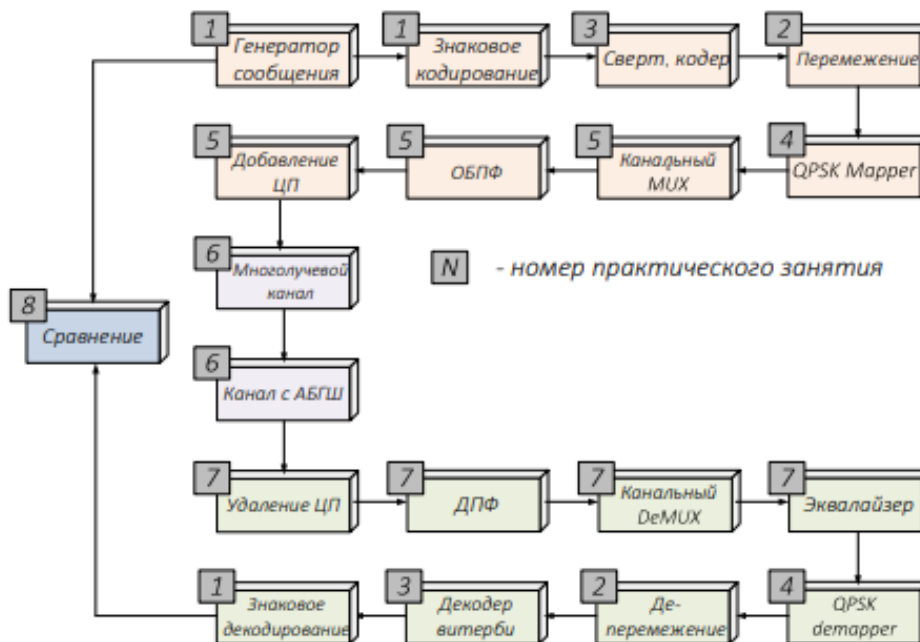 1
Генератор
сообщения
1
Знаковое
кодирование
3
Сверт, кодер
2
Перемежение
5
Добавление
ЦП
5
ОБПФ
5
Канальный
MUX
4
QPSK Mapper
6
Многолучевой
канал
N - номер практического занятия
8
Сравнение
6
Канал с АБГШ
7
Удаление ЦП
7
ДПФ
7
Канальный
DeMUX
7
Эквалайзер
1
Знаковое
декодирование
3
Декодер
витерби
2
Де-
перемежение
4
QPSK
demapper